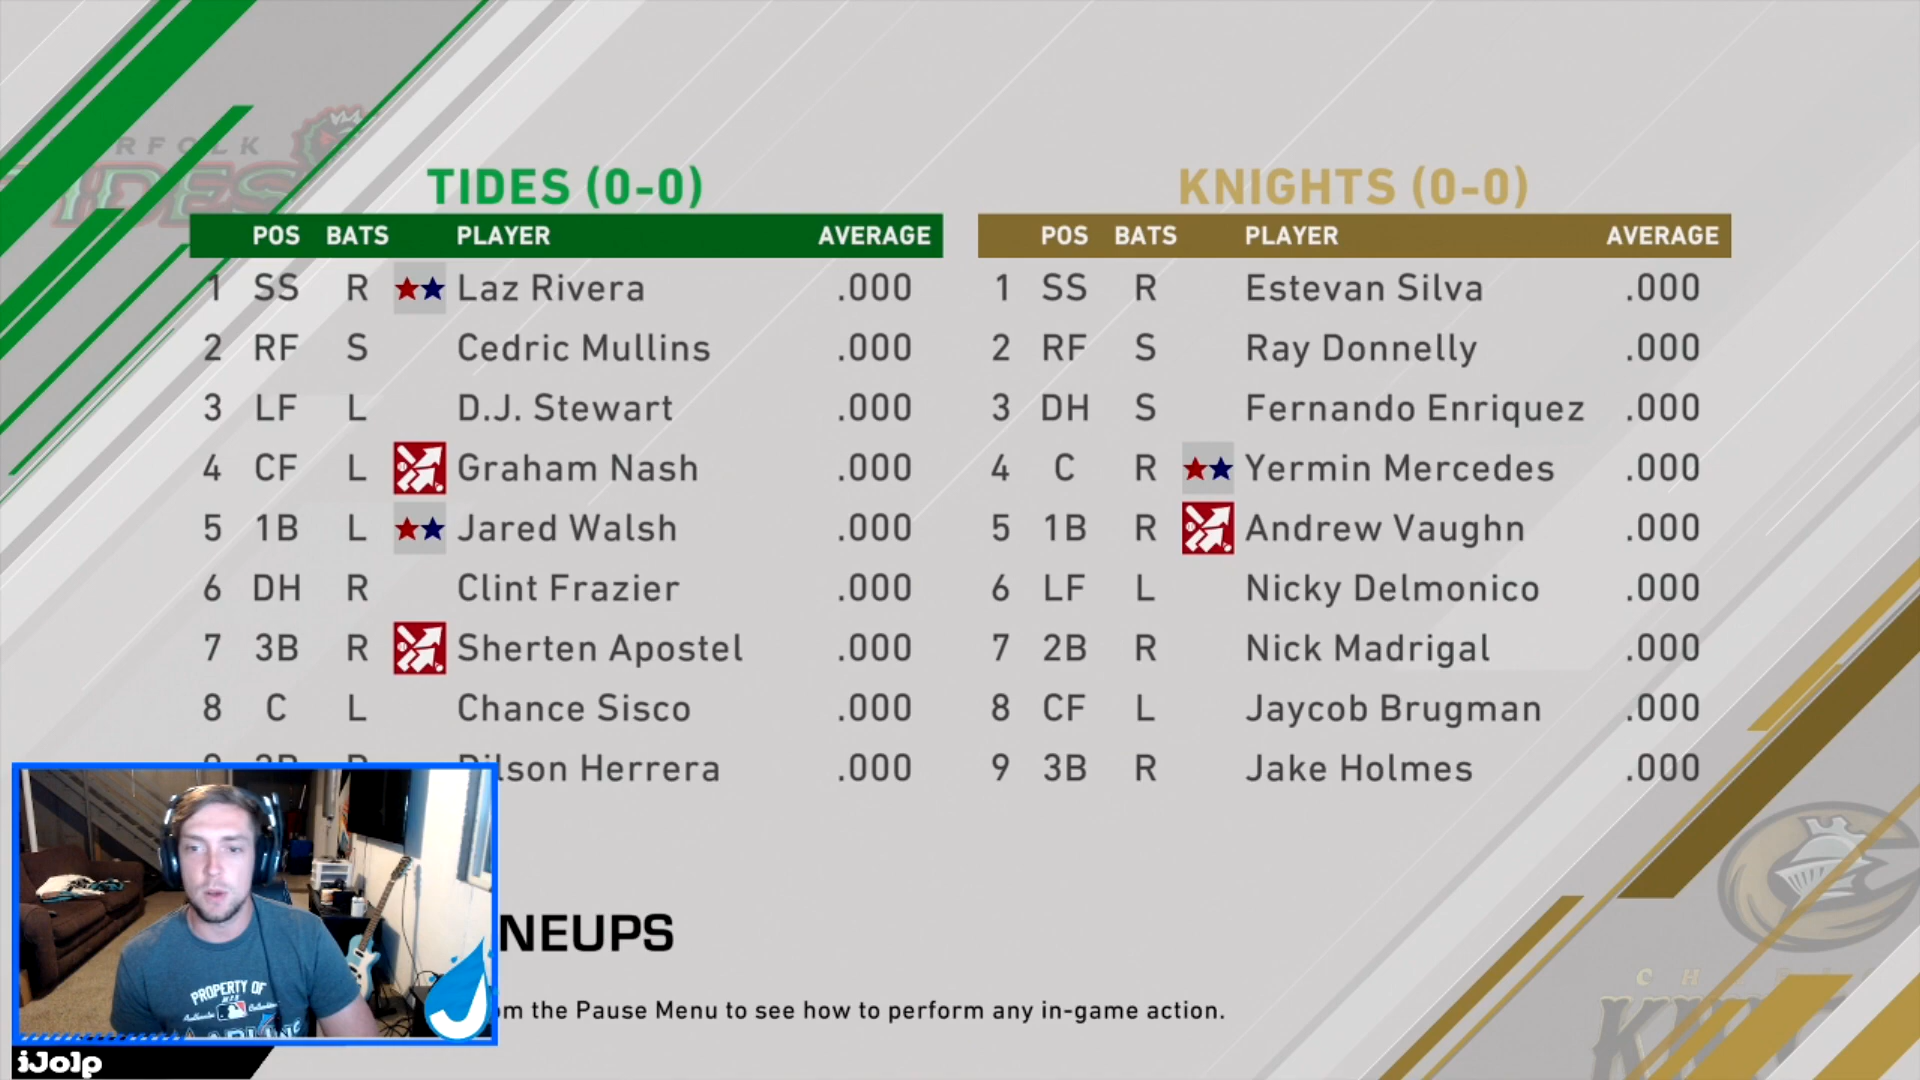 TIDES (0-0)
POS BATS PLAYER AVERAGE
1 SS R Laz Rivera .000
2 RF S Cedric Mullins .000
3 LF L D.J. Stewart .000
4 CF L Graham Nash .000
5 1B L Jared Walsh .000
6 DH R Clint Frazier .000
7 3B R Sherten Apostel .000
8 C L Chance Sisco .000
Herrera .000
KNIGHTS (0-0)
POS BATS PLAYER AVERAGE
1 SS R Estevan Silva .000
2 RF S Ray Donnelly .000
3 DH S Fernando Enriquez .000
4 C R Yermin Mercedes .000
5 1B R Andrew Vaughn .000
6 LF L Nicky Delmonico .000
7 2B R Nick Madrigal .000
8 CF L Jaycob Brugman .000
9 3B R Jake Holmes .000
NEUPS
the Pause Menu to see how to perform any in-game action.
PROPERTY OF
J
iJolp